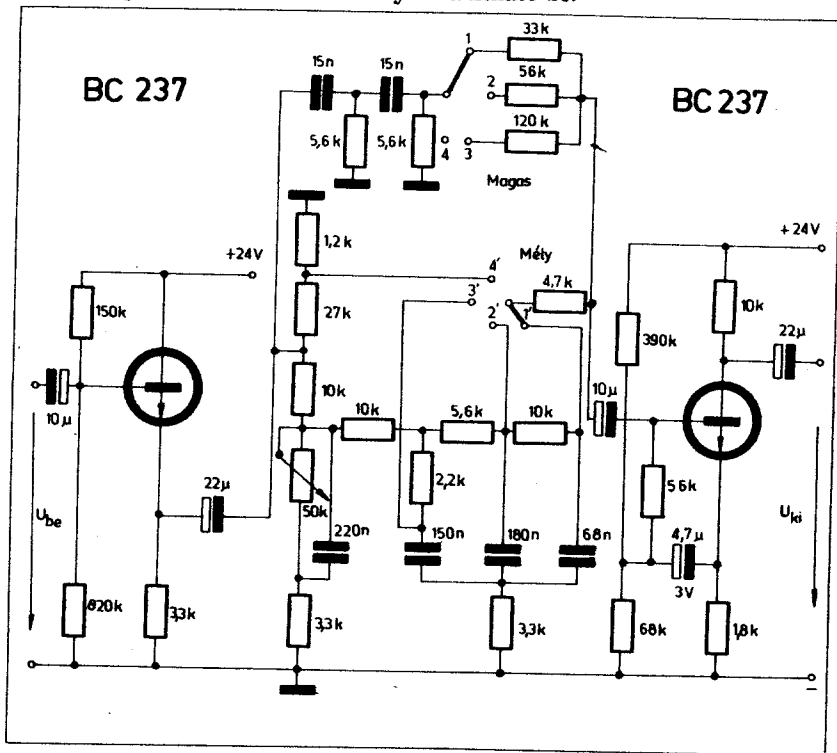 BC 237
15n
15n
1
33k
2
56k
120k
4
3
5,6k
5,6k
Magas
BC 237
+24V
1,2k
Mély
4'
3'
4,7k
2'
1'
+24V
150k
27k
390k
10k
22µ
10k
10µ
10k
5,6k
10k
10µ
22µ
50k
2,2k
56k
U be
220n
150n
180n
68n
4,7µ
3V
U ki
820k
3,3k
3,3k
3,3k
68k
1,8k
–